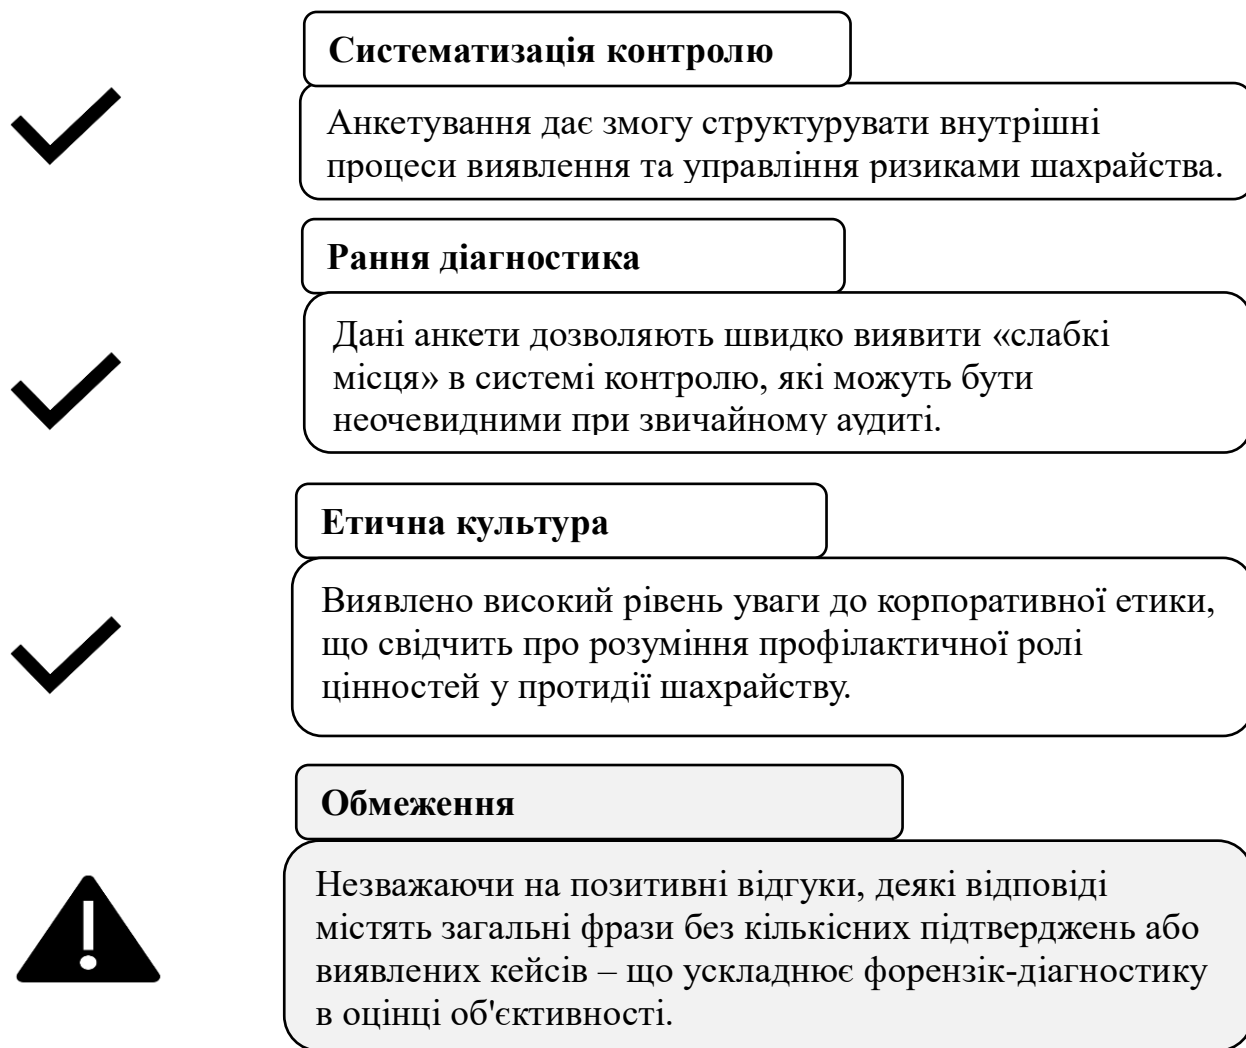 Систематизація контролю
Анкетування дає змогу структурувати внутрішні
процеси виявлення та управління ризиками шахрайства.
Рання діагностика
Дані анкети дозволяють швидко виявити «слабкі
місця» в системі контролю, які можуть бути
неочевидними при звичайному аудиті.
Етична культура
Виявлено високий рівень уваги до корпоративної етики,
що свідчить про розуміння профілактичної ролі
цінностей у протидії шахрайству.
Обмеження
Незважаючи на позитивні відгуки, деякі відповіді
містять загальні фрази без кількісних підтверджень або
виявлених кейсів – що ускладнює форензік-діагностику
в оцінці об'єктивності.